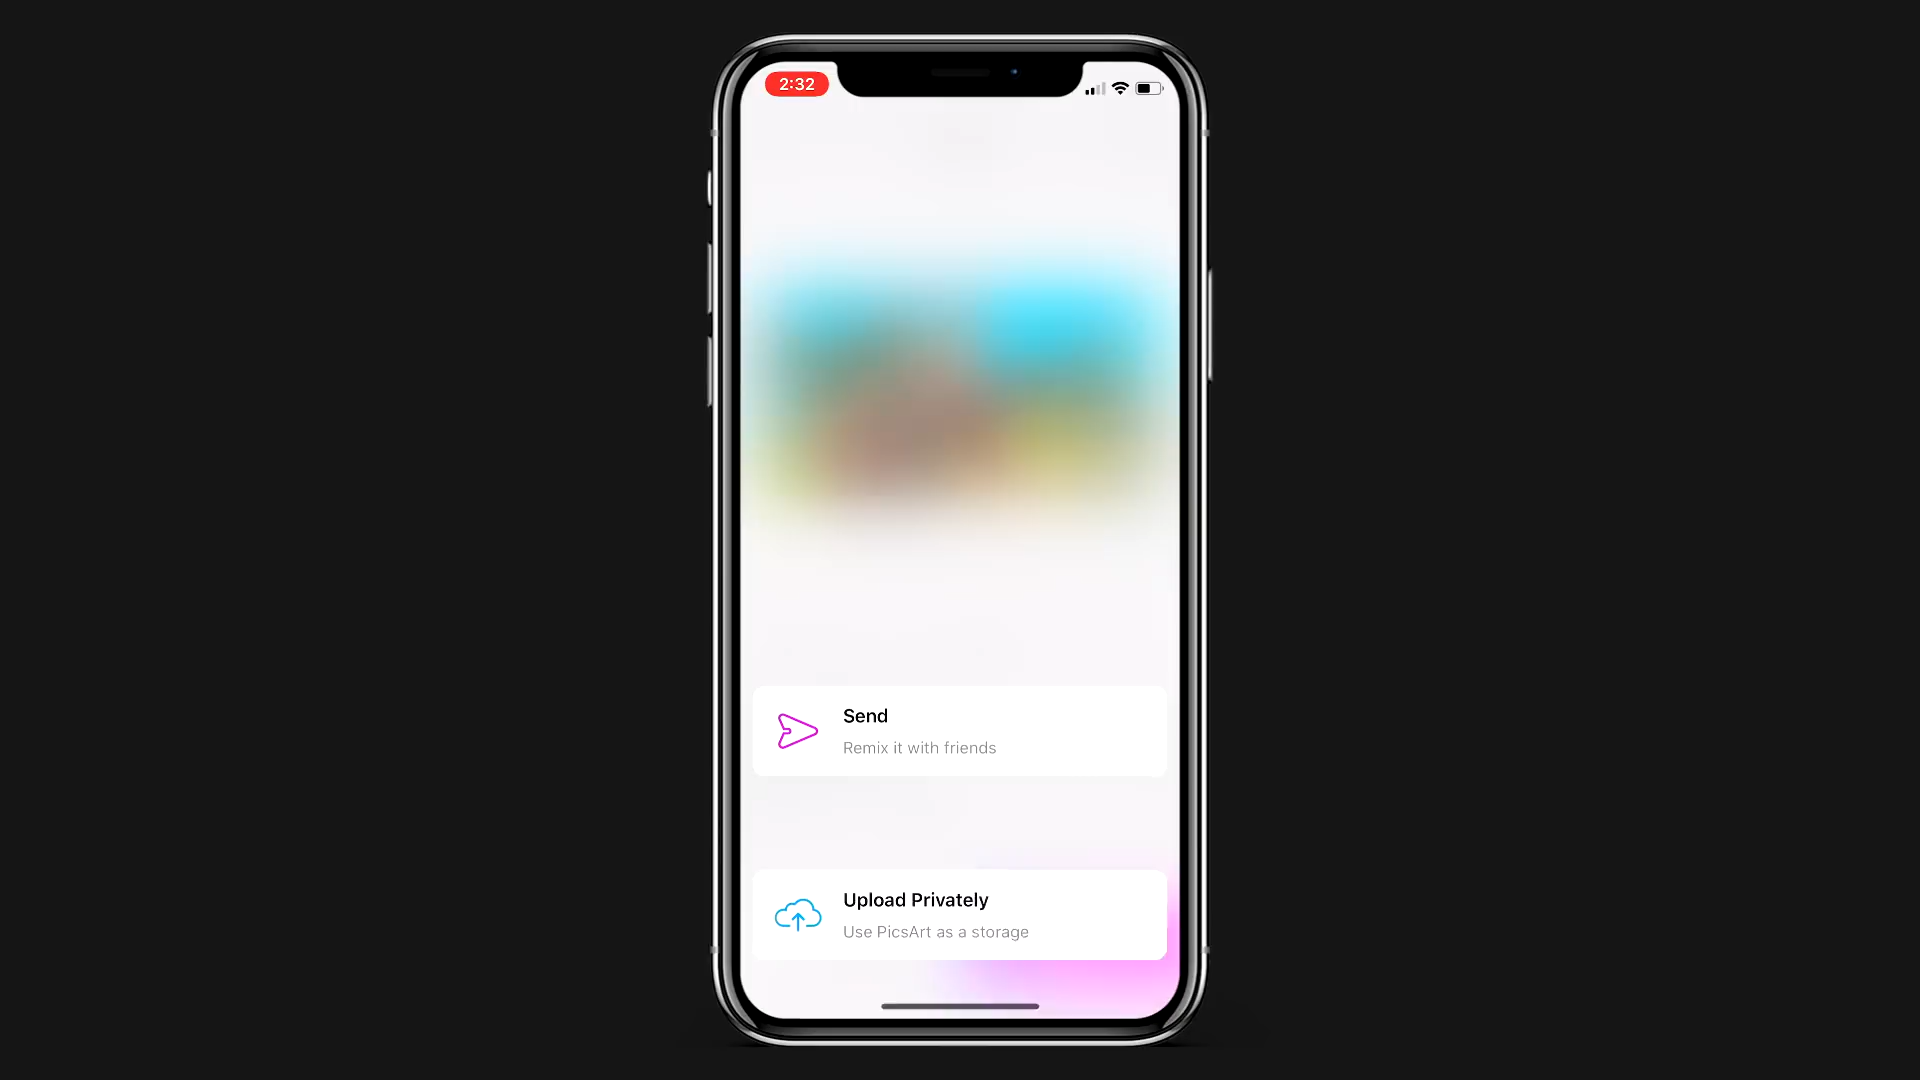 2:32
Send
Remix it with friends
Upload Privately
Use PicsArt as a storage